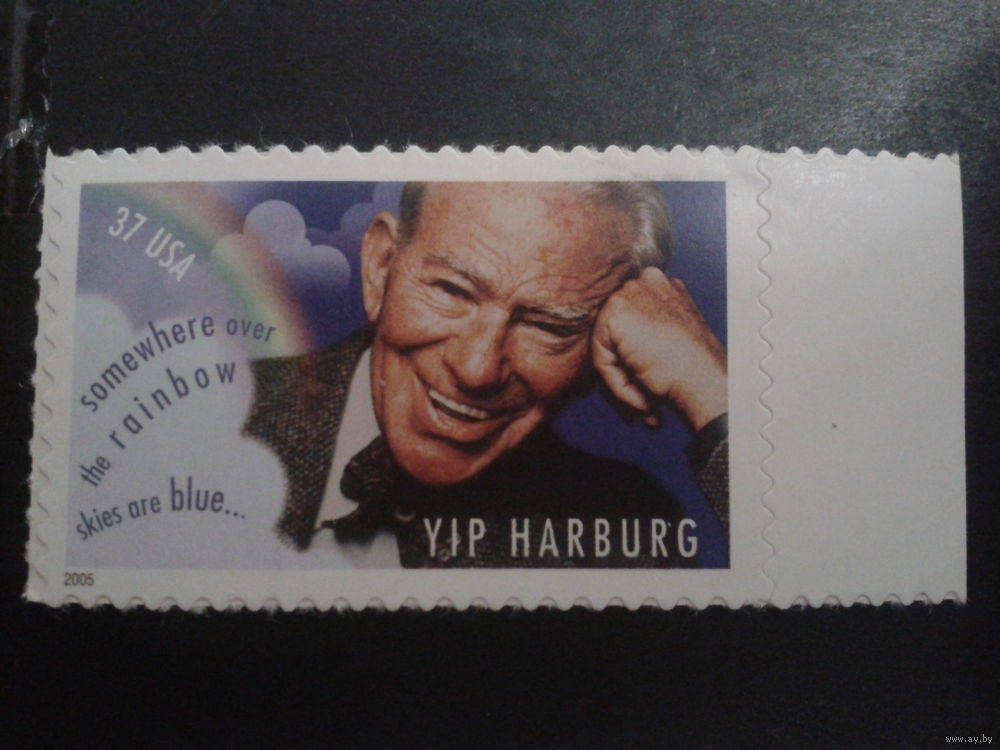 37 USA
somewhere over
the rainbow
skies are blue...
YIP HARBURG
2005
www.ay.by